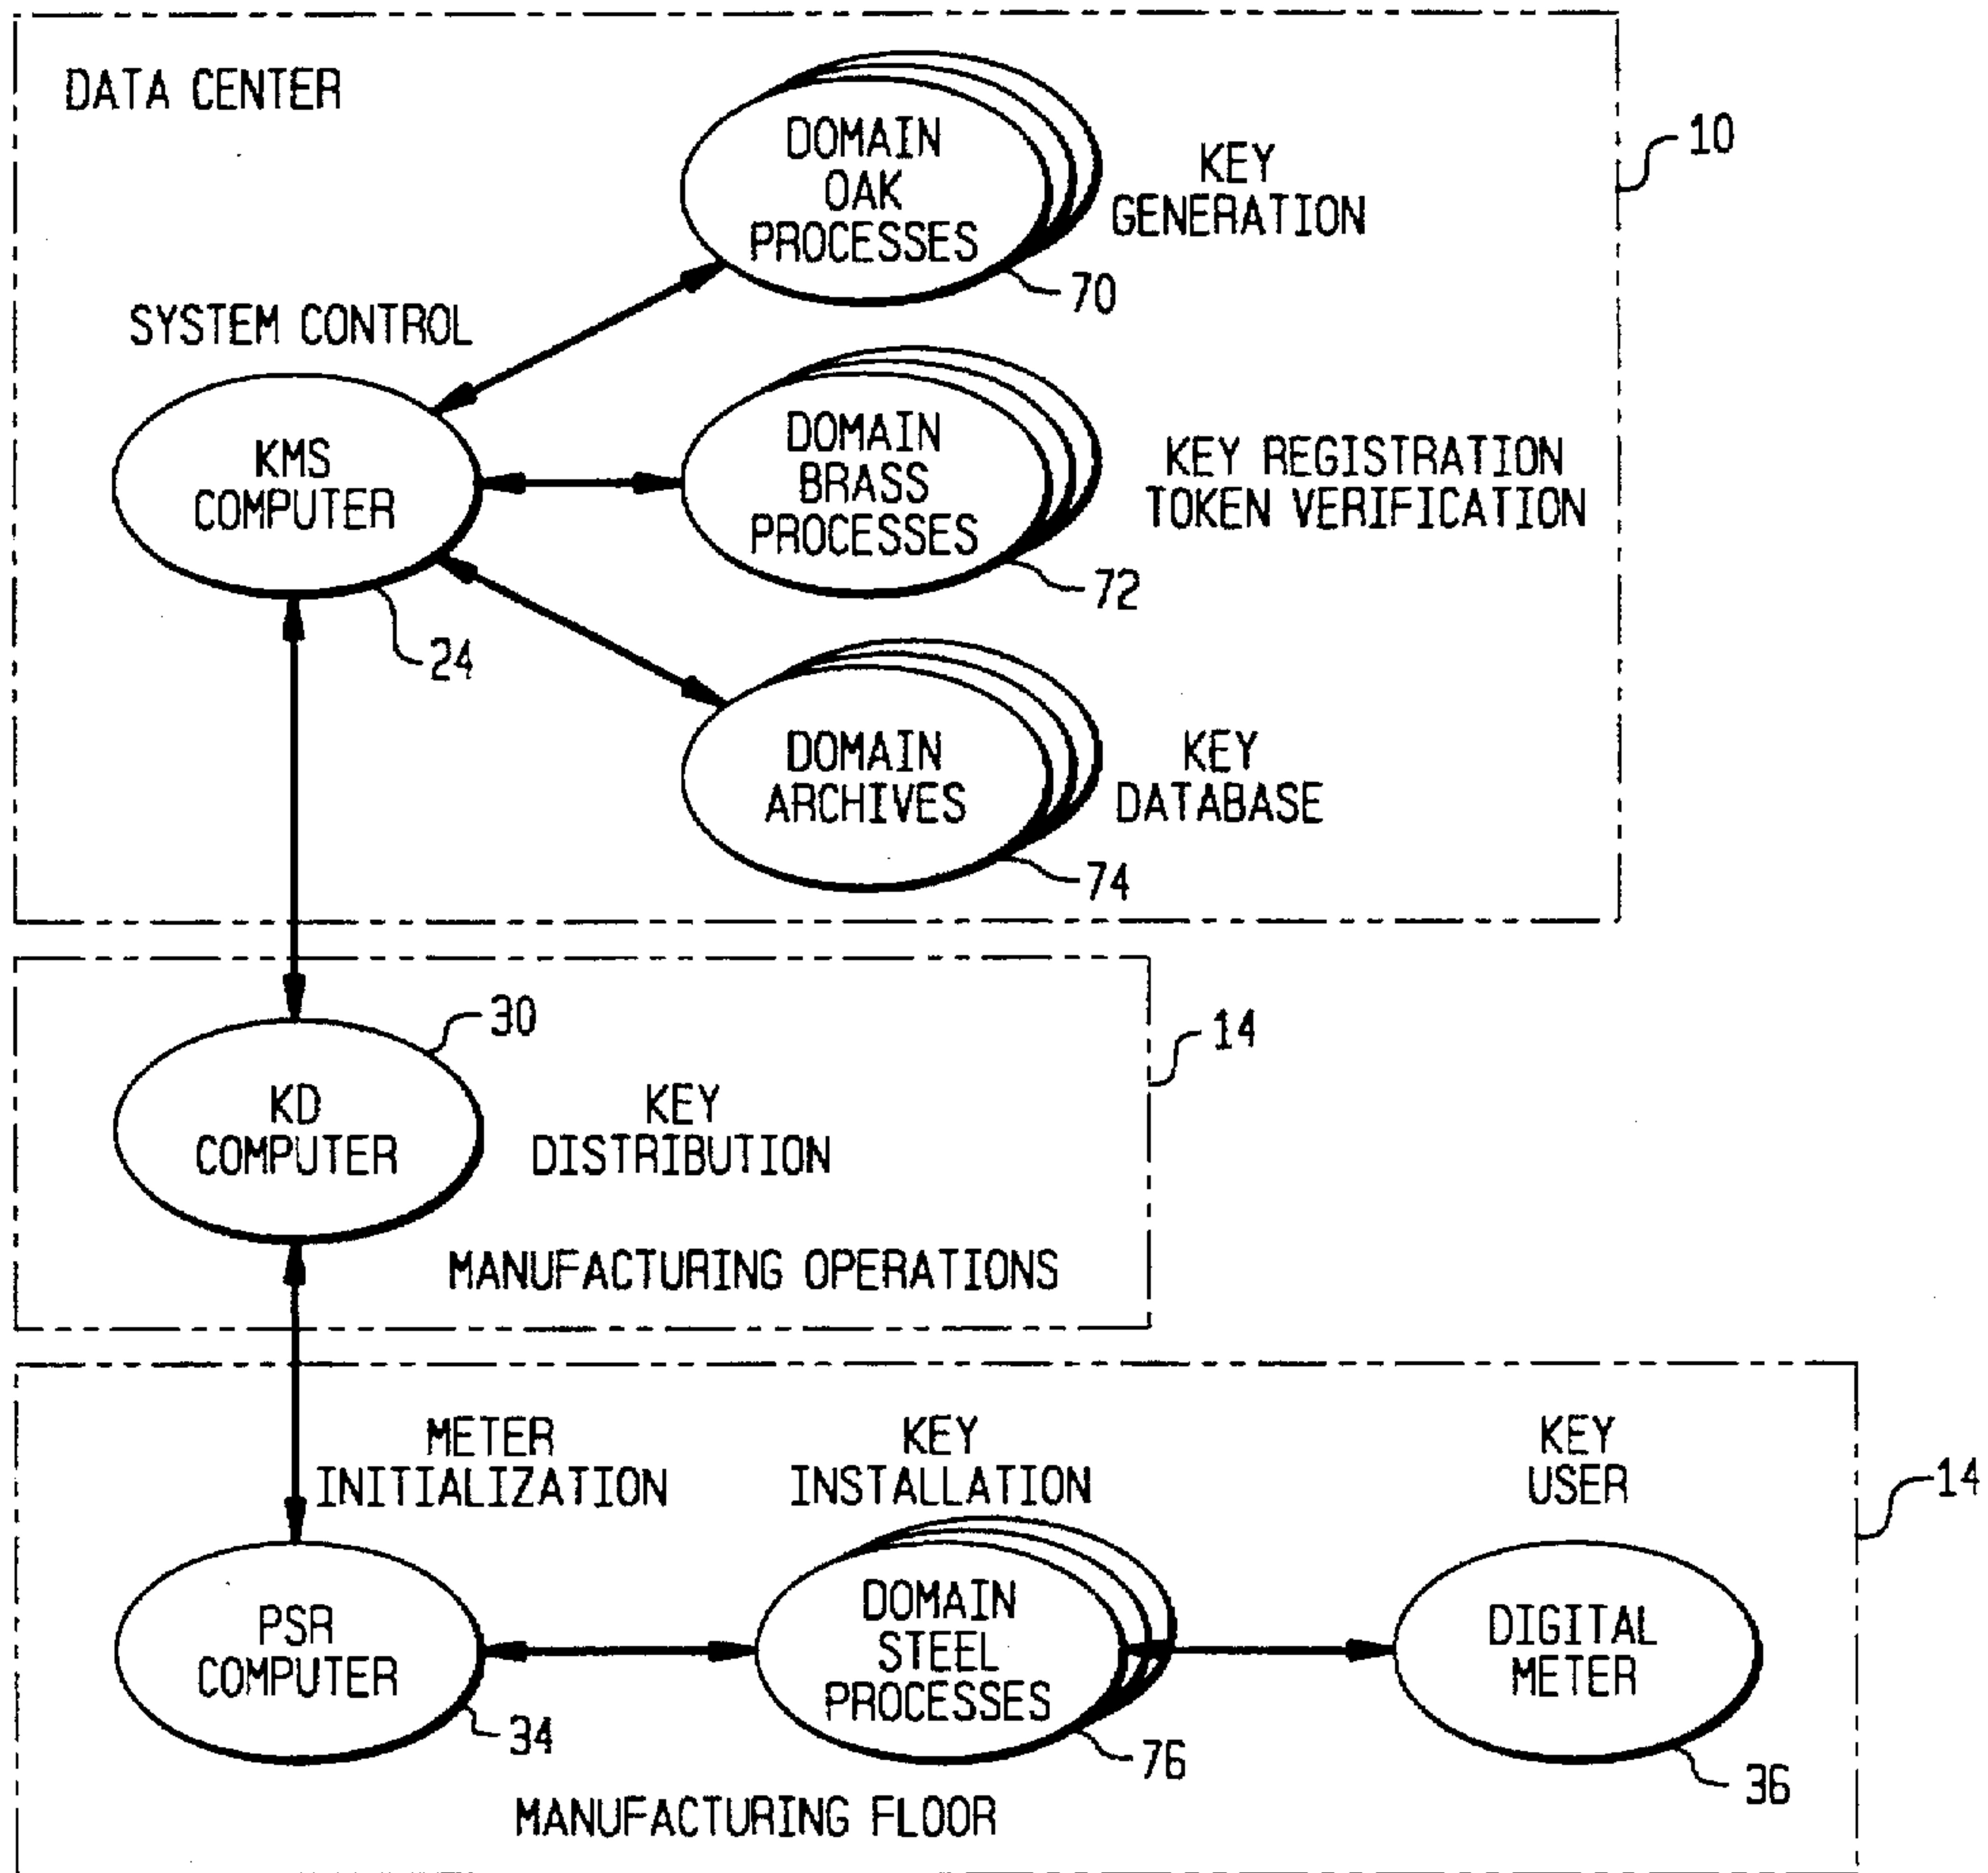 DATA CENTER
DOMAIN
OAK
PROCESSES
KEY
GENERATION
10
70
SYSTEM CONTROL
KMS
COMPUTER
24
DOMAIN
BRASS
PROCESSES
KEY REGISTRATION
TOKEN VERIFICATION
72
DOMAIN
ARCHIVES
KEY
DATABASE
74
30
KD
COMPUTER
KEY
DISTRIBUTION
14
MANUFACTURING OPERATIONS
METER
INITIALIZATION
KEY
INSTALLATION
KEY
USER
14
PSR
COMPUTER
34
DOMAIN
STEEL
PROCESSES
76
DIGITAL
METER
36
MANUFACTURING FLOOR